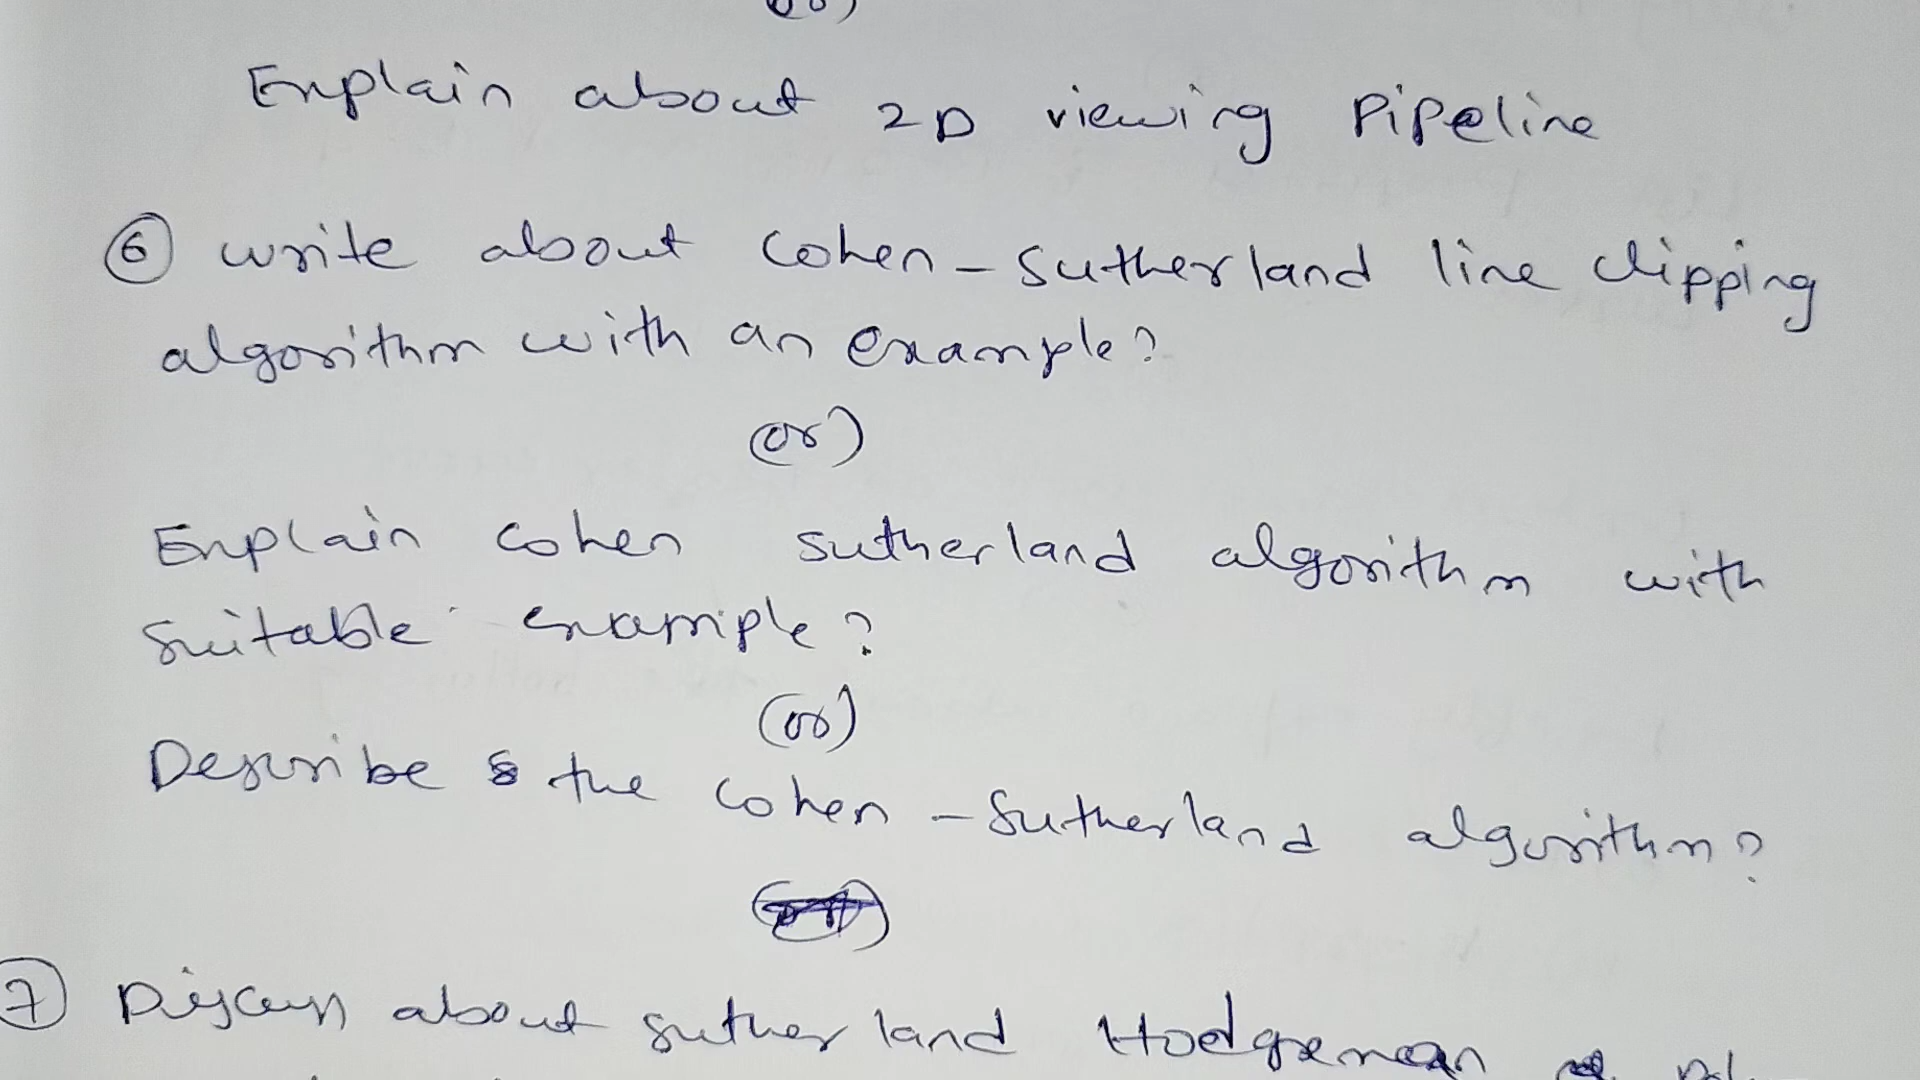 (or)
Explain about 2D viewing Pipeline
⑥ write about Cohen - Sutherland line clipping
algorithm with an example?
(or)
Explain cohen sutherland algorithm with
suitable example?
(or)
Describe the Cohen - Sutherland algorithm?
⑦ Discuss about sutherland Hodgeman